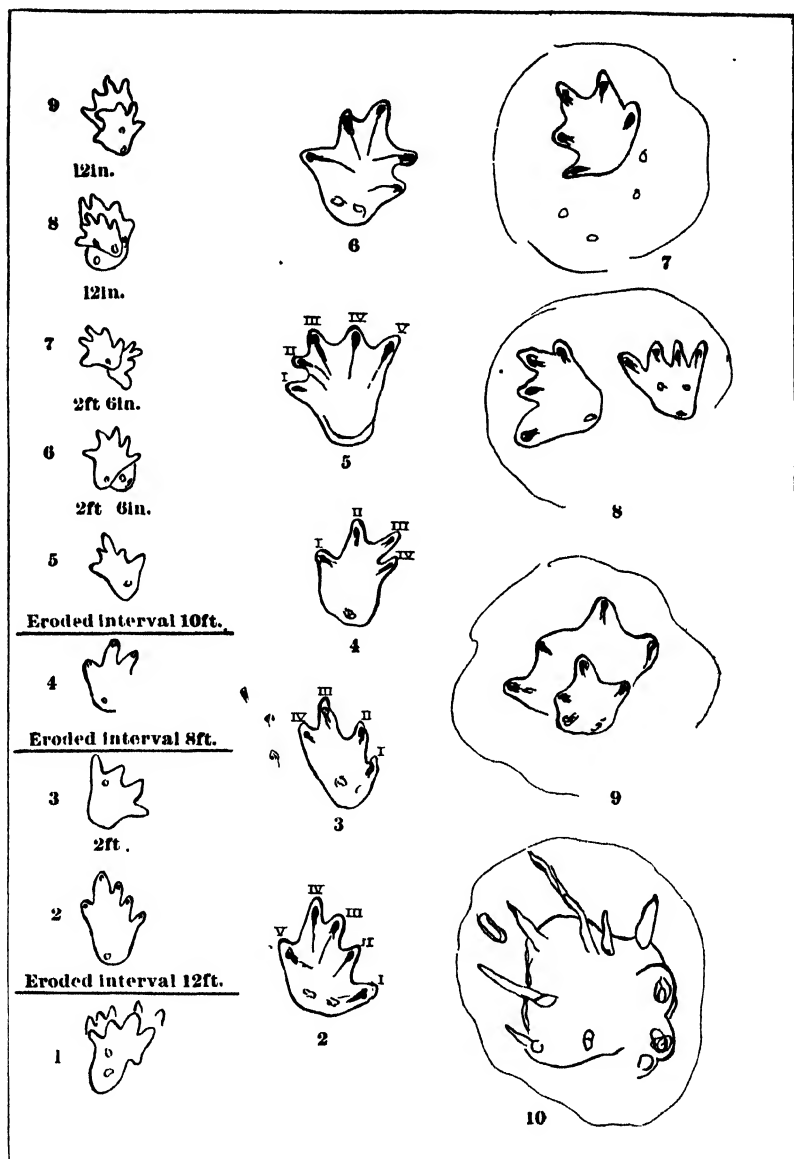 9
12in.
8
12in.
7
2ft 6in.
6
2ft 6in.
5
Eroded interval 10ft.
4
Eroded interval 8ft.
3
2ft.
2
Eroded interval 12ft.
1
6
III IV V
II
I
5
II
I III
IV
4
III
IV II
I
3
IV
V III
II
I
2
7
8
9
10